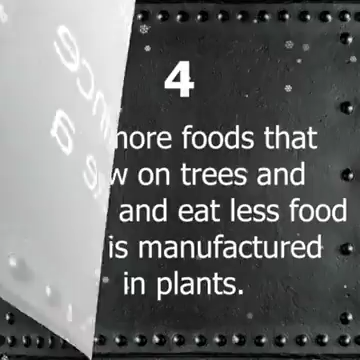 4
more foods that
w on trees and
and eat less food
is manufactured
in plants.